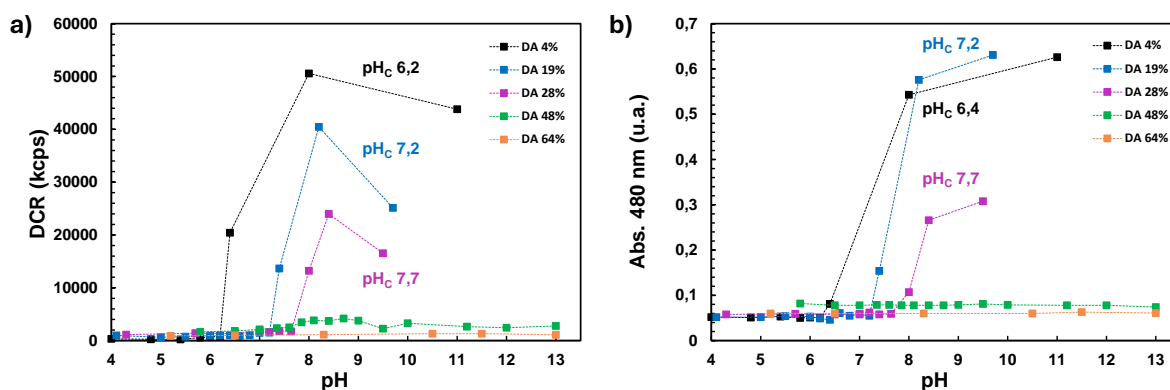 a)
DCR (kcps)
60000
50000
40000
30000
20000
10000
0
4 5 6 7 8 9 10 11 12 13
pH
pHC 6,2
pHC 7,2
pHC 7,7
DA 4%
DA 19%
DA 28%
DA 48%
DA 64%
b)
Abs. 480 nm (u.a.)
0,7
0,6
0,5
0,4
0,3
0,2
0,1
0
4 5 6 7 8 9 10 11 12 13
pH
pHC 7,2
pHC 6,4
pHC 7,7
DA 4%
DA 19%
DA 28%
DA 48%
DA 64%